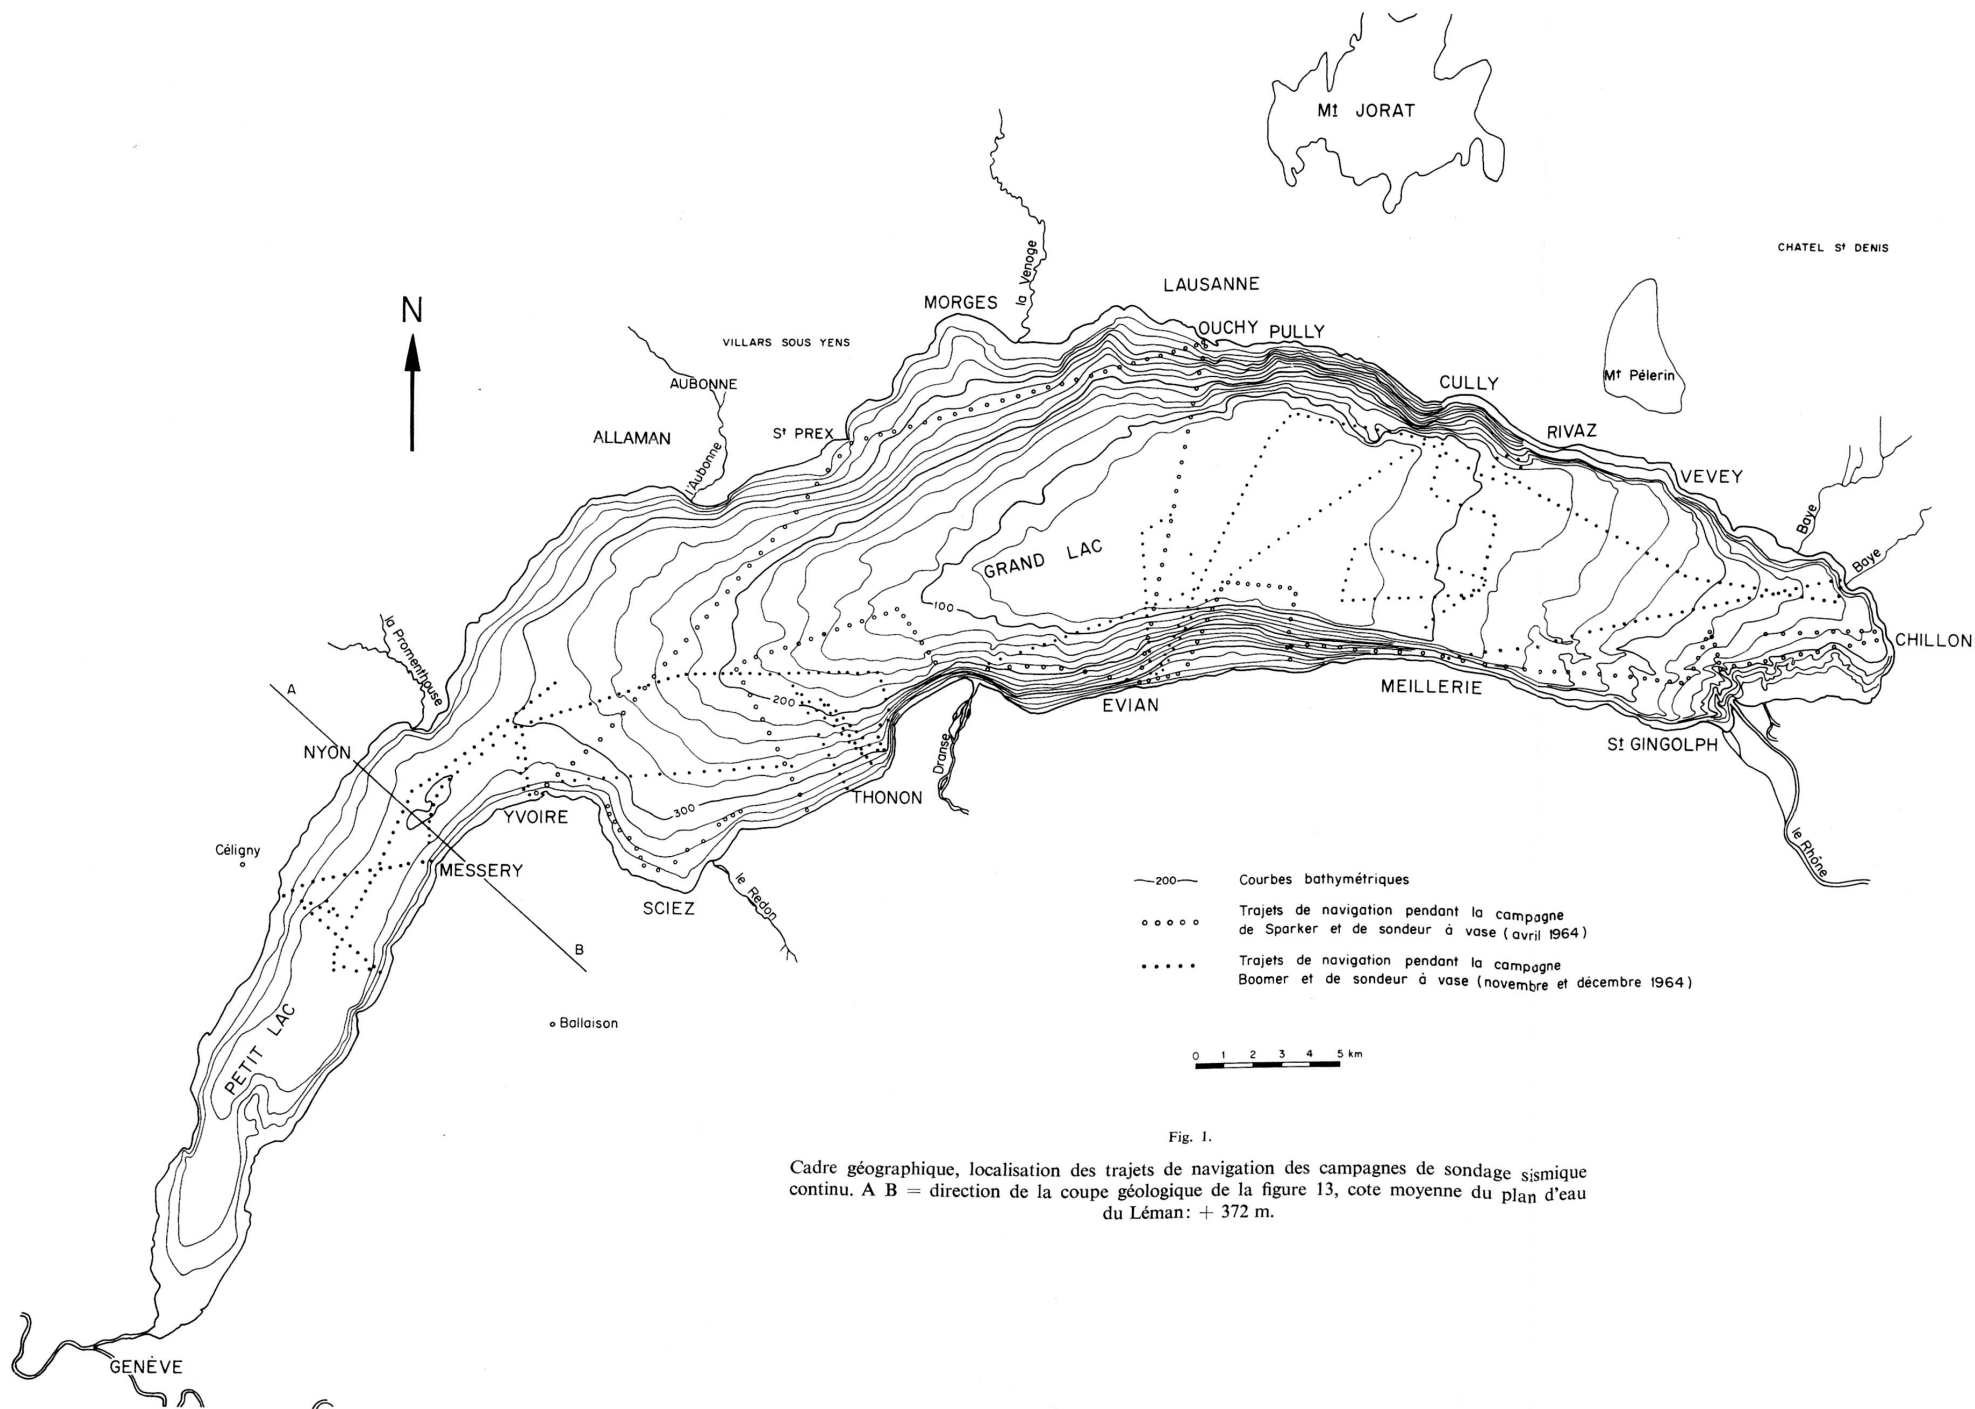 Mt JORAT
CHATEL St DENIS
la Venoge
LAUSANNE
MORGES
N
OUCHY
PULLY
VILLARS SOUS YENS
Mt Pélerin
AUBONNE
CULLY
St PREX
RIVAZ
ALLAMAN
l'Aubonne
VEVEY
Baye
GRAND LAC
Baye
100
la Promenthouse
CHILLON
A
200
MEILLERIE
EVIAN
NYON
Dranse
St GINGOLPH
THONON
300
YVOIRE
le Rhône
Céligny
MESSERY
le Redon
SCIEZ
B
200
Courbes bathymétriques
Trajets de navigation pendant la campagne
de Sparker et de sondeur à vase (avril 1964)
Trajets de navigation pendant la campagne
Boomer et de sondeur à vase (novembre et décembre 1964)
Ballaison
PETIT LAC
0 1 2 3 4 5 km
Fig. 1.
Cadre géographique, localisation des trajets de navigation des campagnes de sondage sismique
continu. A B = direction de la coupe géologique de la figure 13, cote moyenne du plan d'eau
du Léman: + 372 m.
GENÈVE